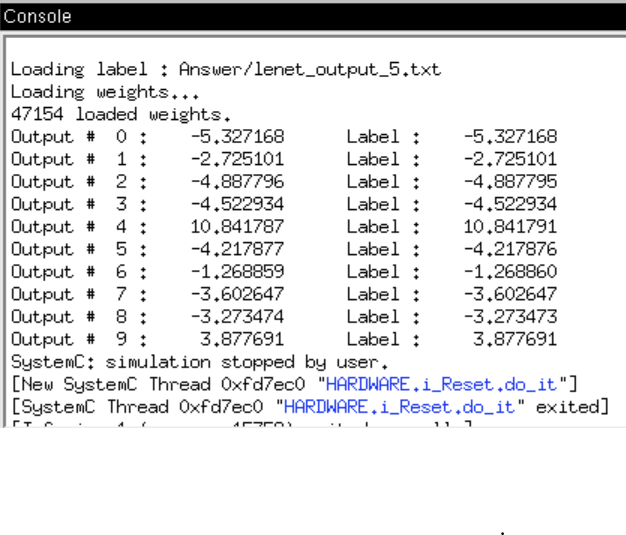 Console
Loading label : Answer/lenet_output_5.txt
Loading weights...
47154 loaded weights.
Output #  0 :    -5.327168    Label :    -5.327168
Output #  1 :    -2.725101    Label :    -2.725101
Output #  2 :    -4.887796    Label :    -4.887795
Output #  3 :    -4.522934    Label :    -4.522934
Output #  4 :    10.841787    Label :    10.841791
Output #  5 :    -4.217877    Label :    -4.217876
Output #  6 :    -1.268859    Label :    -1.268860
Output #  7 :    -3.602647    Label :    -3.602647
Output #  8 :    -3.273474    Label :    -3.273473
Output #  9 :     3.877691    Label :     3.877691
SystemC: simulation stopped by user.
[New SystemC Thread 0xfd7ec0 "HARDWARE.i_Reset.do_it"]
[SystemC Thread 0xfd7ec0 "HARDWARE.i_Reset.do_it" exited]